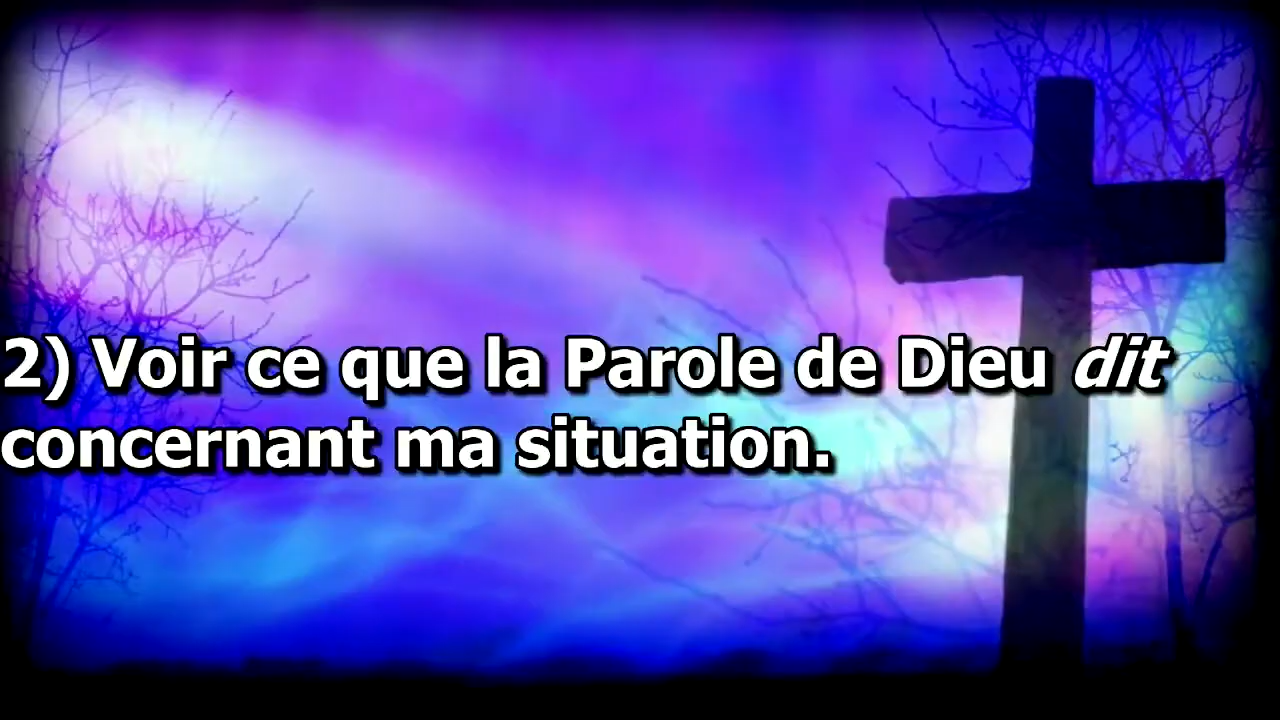 2) Voir ce que la Parole de Dieu dit
concernant ma situation.